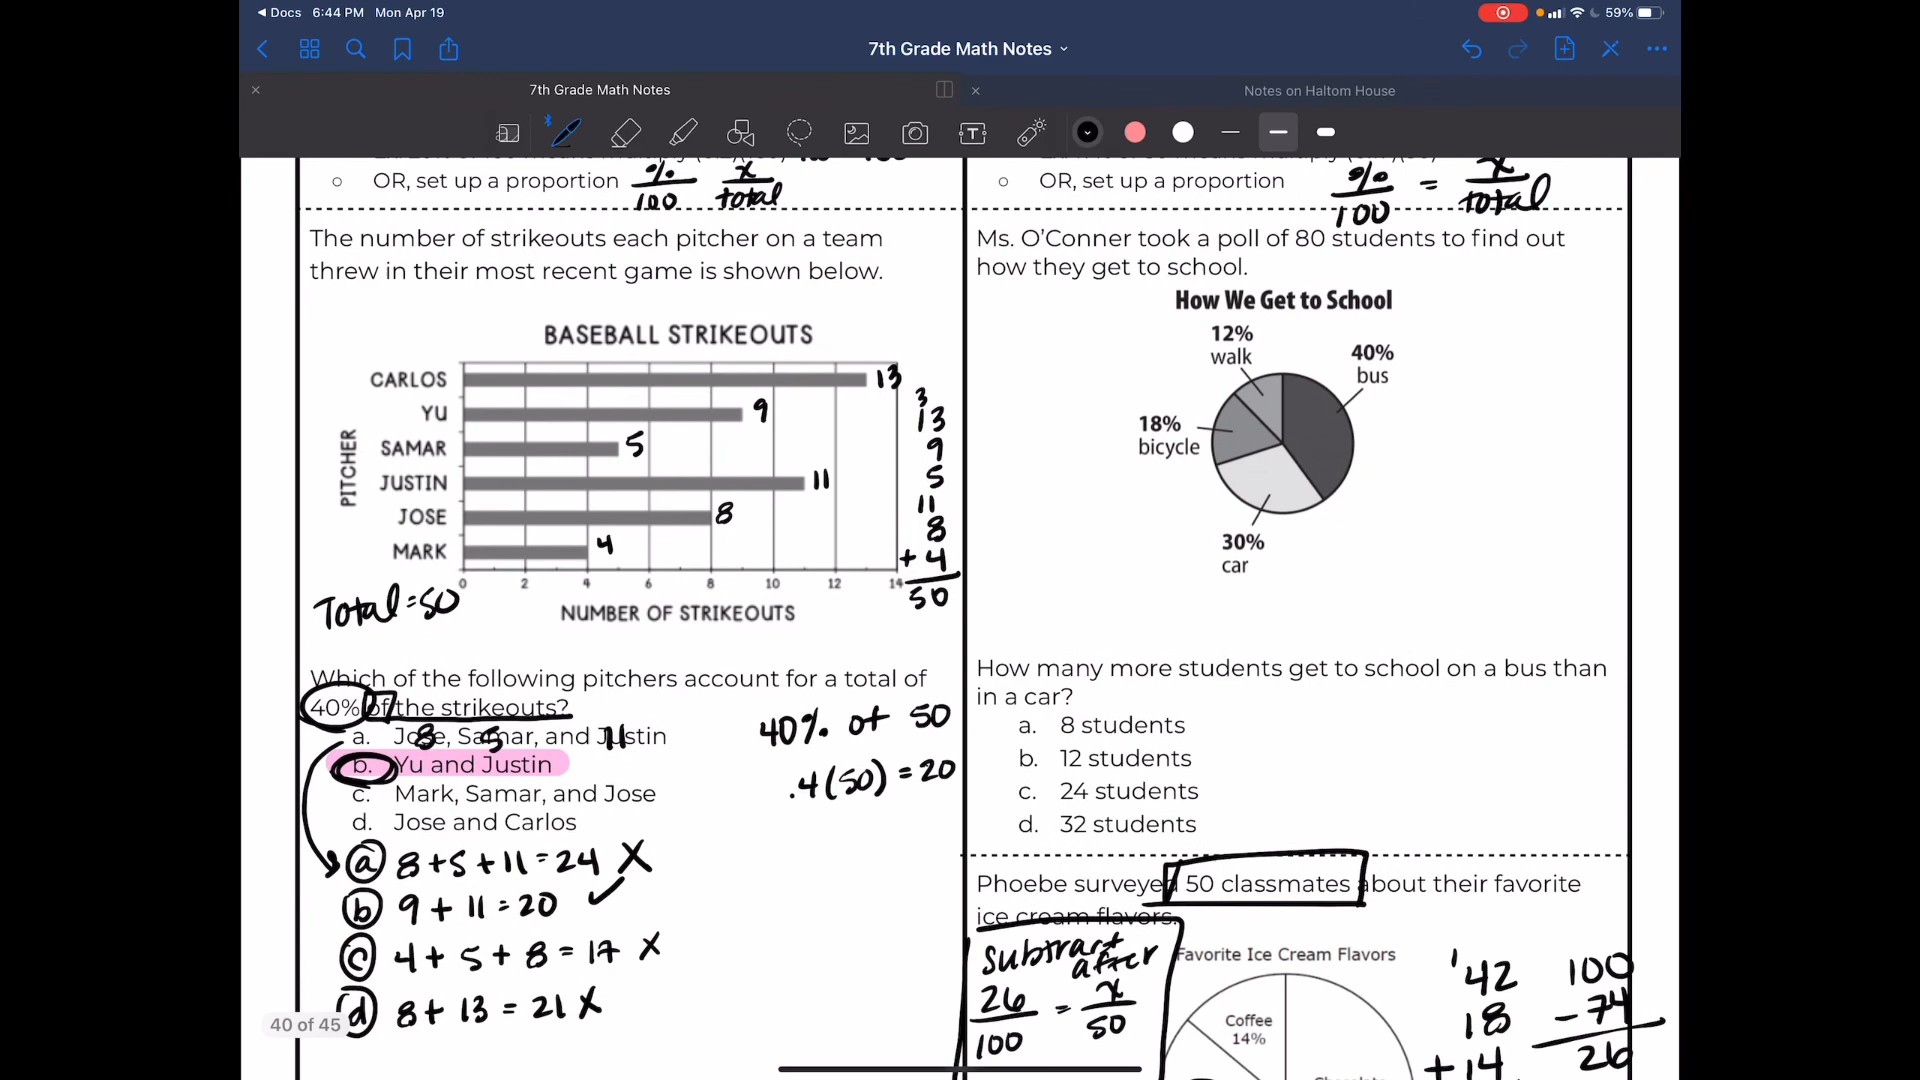 Docs 6:44 PM Mon Apr 19
59%
7th Grade Math Notes
7th Grade Math Notes
Notes on Haltom House
OR, set up a proportion %/100 x/total
The number of strikeouts each pitcher on a team
threw in their most recent game is shown below.
BASEBALL STRIKEOUTS
PITCHER
CARLOS 13
YU 9
SAMAR 5
JUSTIN 11
JOSE 8
MARK 4
0 2 4 6 8 10 12 14
NUMBER OF STRIKEOUTS
3
13
9
5
11
8
+ 4
50
Total=50
Which of the following pitchers account for a total of
40% of the strikeouts?
8 5 11
a. Jose, Samar, and Justin
b. Yu and Justin
c. Mark, Samar, and Jose
d. Jose and Carlos
40% of 50
.4(50) = 20
a 8+5+11=24 X
b 9+11=20 ✓
c 4+5+8=17 X
d 8+13=21 X
40 of 45
OR, set up a proportion %/100 = x/total
Ms. O'Conner took a poll of 80 students to find out
how they get to school.
How We Get to School
12%
walk
40%
bus
18%
bicycle
30%
car
How many more students get to school on a bus than
in a car?
a. 8 students
b. 12 students
c. 24 students
d. 32 students
Phoebe surveyed 50 classmates about their favorite
ice cream flavors.
subtract
after
26/100 = x/50
Favorite Ice Cream Flavors
Coffee
14%
1
42
18
+14
100
-74
26